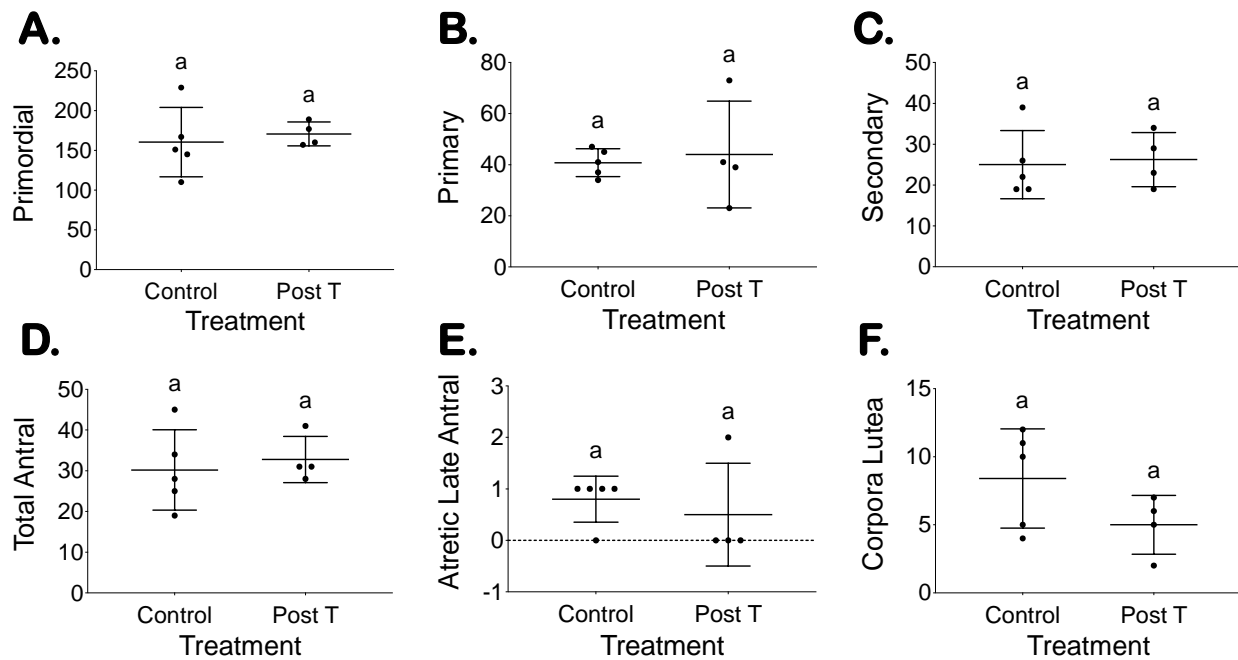 A.
a
a
Primordial
250
200
150
100
50
0
Control
Post T
Treatment
B.
a
a
Primary
80
60
40
20
0
Control
Post T
Treatment
C.
a
a
Secondary
50
40
30
20
10
0
Control
Post T
Treatment
D.
a
a
Total Antral
50
40
30
20
10
0
Control
Post T
Treatment
E.
a
a
Atretic Late Antral
3
2
1
0
-1
Control
Post T
Treatment
F.
a
a
Corpora Lutea
15
10
5
0
Control
Post T
Treatment